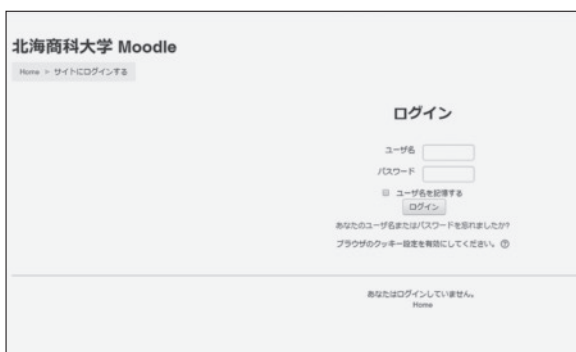 北海商科大学 Moodle
Home ► サイトにログインする
ログイン
ユーザ名
パスワード
ユーザ名を記憶する
ログイン
あなたのユーザ名またはパスワードを忘れましたか?
ブラウザのクッキー設定を有効にしてください。 ?
あなたはログインしていません。
Home